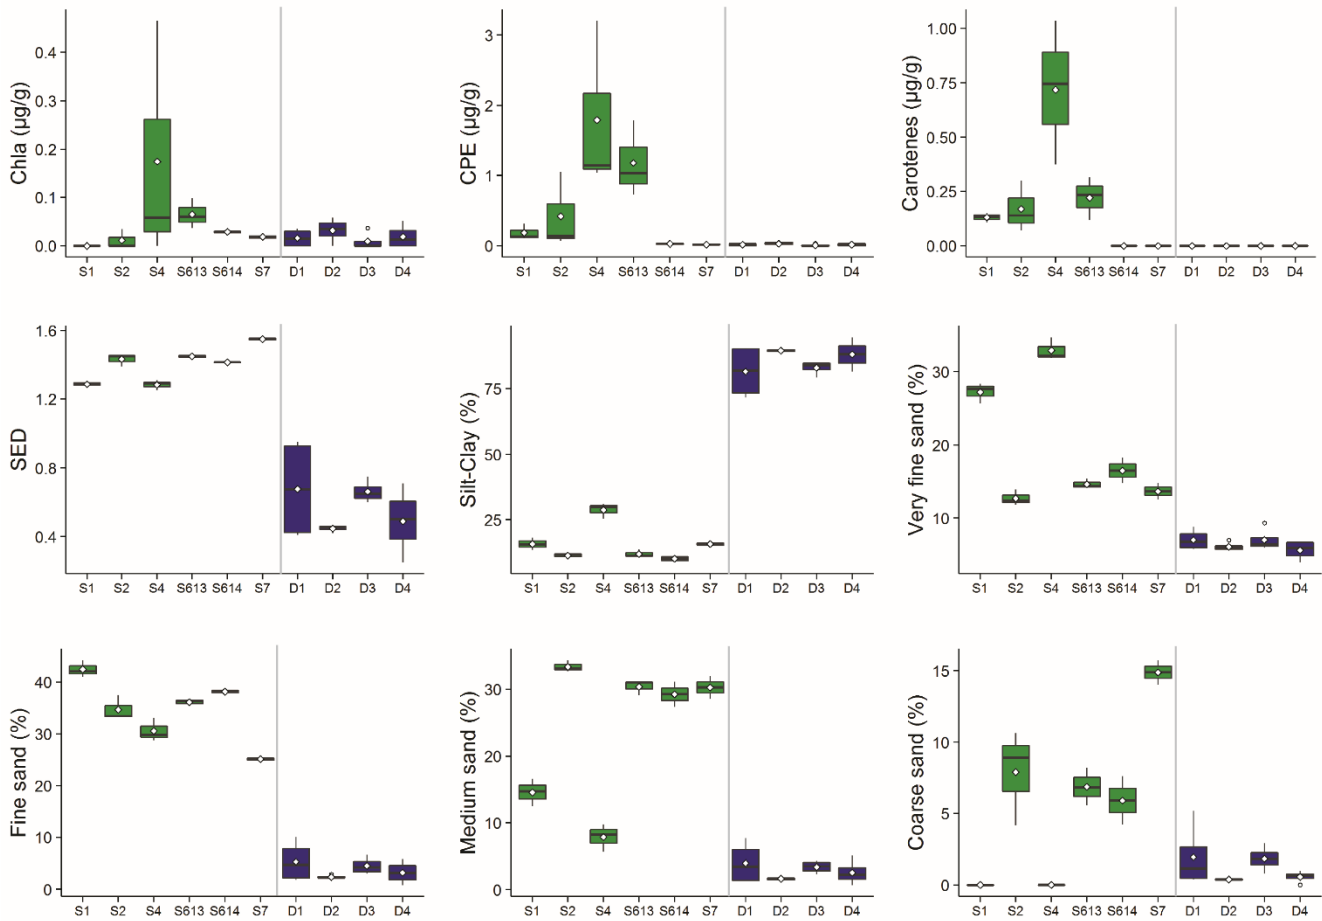 Chla (µg/g)
0.4
0.3
0.2
0.1
0.0
S1 S2 S4 S613 S614 S7 D1 D2 D3 D4
CPE (µg/g)
3
2
1
0
S1 S2 S4 S613 S614 S7 D1 D2 D3 D4
Carotenes (µg/g)
1.00
0.75
0.50
0.25
0.00
S1 S2 S4 S613 S614 S7 D1 D2 D3 D4
SED
1.6
1.2
0.8
0.4
S1 S2 S4 S613 S614 S7 D1 D2 D3 D4
Silt-Clay (%)
75
50
25
S1 S2 S4 S613 S614 S7 D1 D2 D3 D4
Very fine sand (%)
30
20
10
S1 S2 S4 S613 S614 S7 D1 D2 D3 D4
Fine sand (%)
40
30
20
10
0
S1 S2 S4 S613 S614 S7 D1 D2 D3 D4
Medium sand (%)
30
20
10
0
S1 S2 S4 S613 S614 S7 D1 D2 D3 D4
Coarse sand (%)
15
10
5
0
S1 S2 S4 S613 S614 S7 D1 D2 D3 D4